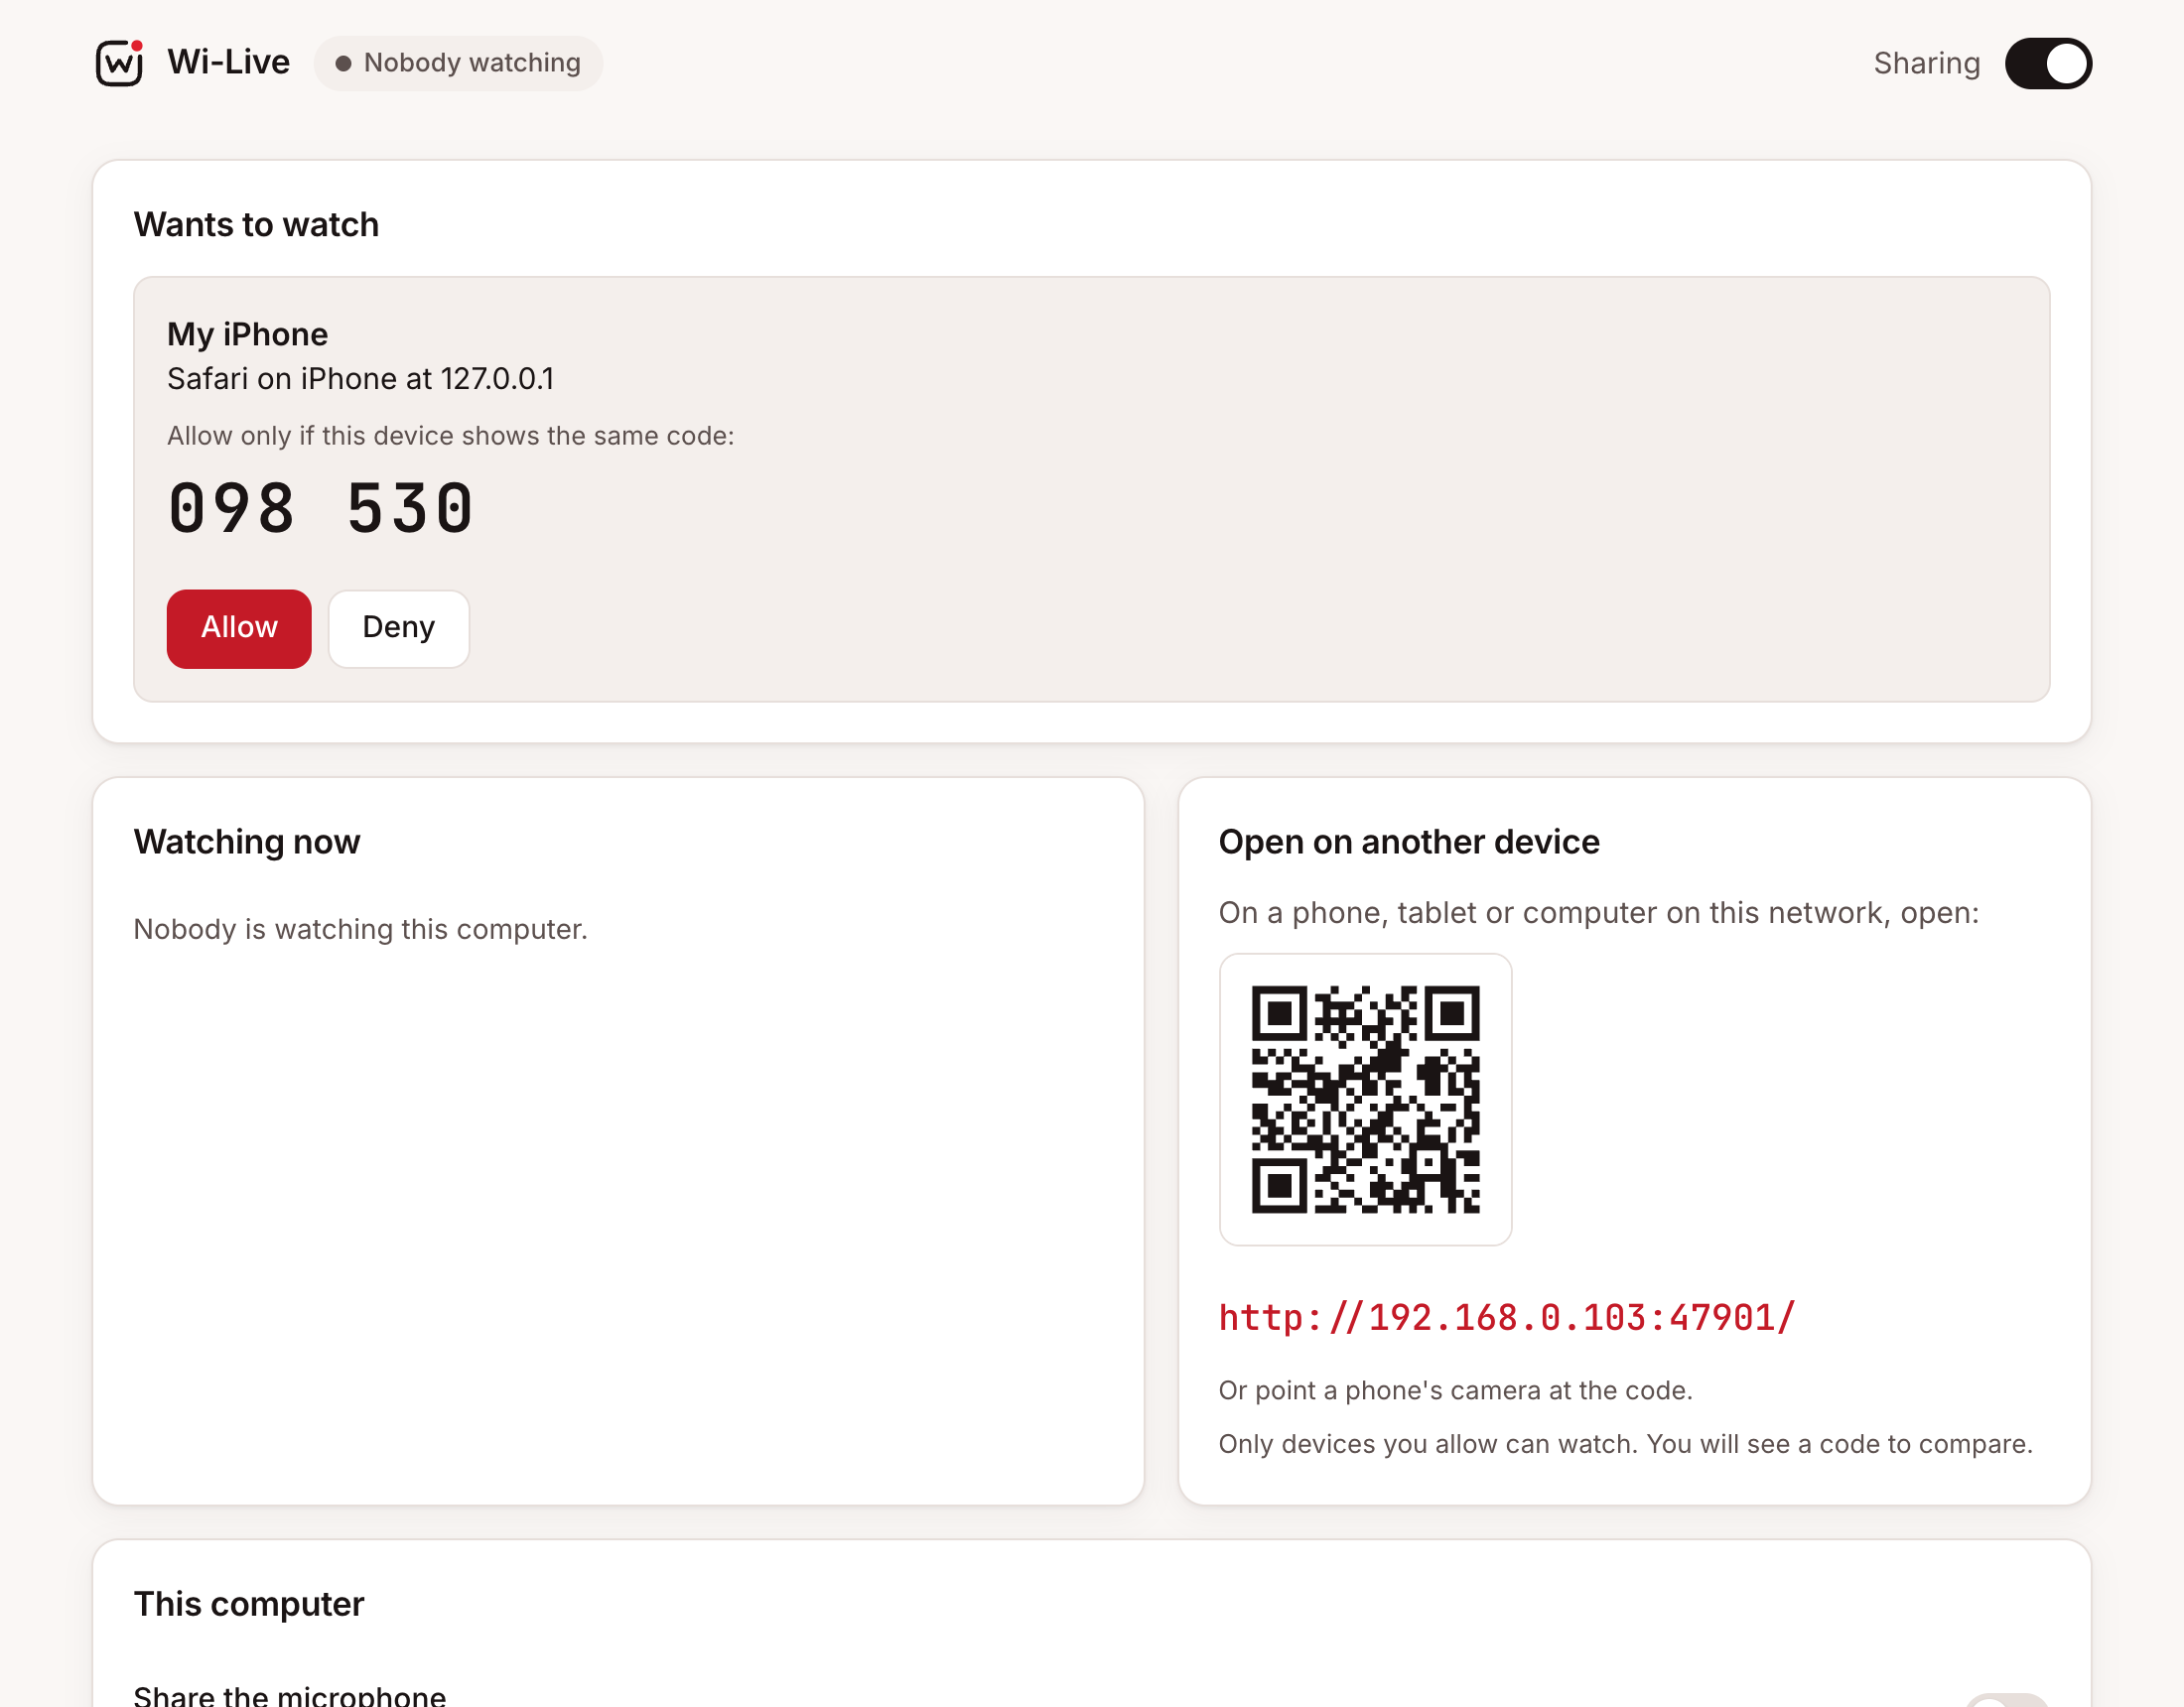 Wi-Live
Nobody watching
Sharing
Wants to watch
My iPhone
Safari on iPhone at 127.0.0.1
Allow only if this device shows the same code:
098 530
Allow
Deny
Watching now
Nobody is watching this computer.
Open on another device
On a phone, tablet or computer on this network, open:
http://192.168.0.103:47901/
Or point a phone's camera at the code.
Only devices you allow can watch. You will see a code to compare.
This computer
Share the microphone